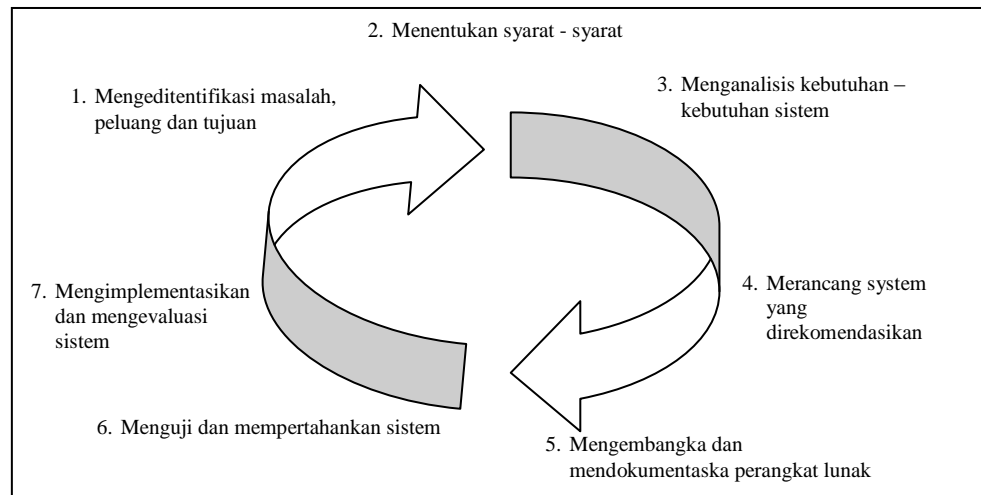 2. Menentukan syarat - syarat
1. Mengeditentifikasi masalah,
peluang dan tujuan
3. Menganalisis kebutuhan –
kebutuhan sistem
4. Merancang system
yang
direkomendasikan
5. Mengembangka dan
mendokumentaska perangkat lunak
6. Menguji dan mempertahankan sistem
7. Mengimplementasikan
dan mengevaluasi
sistem